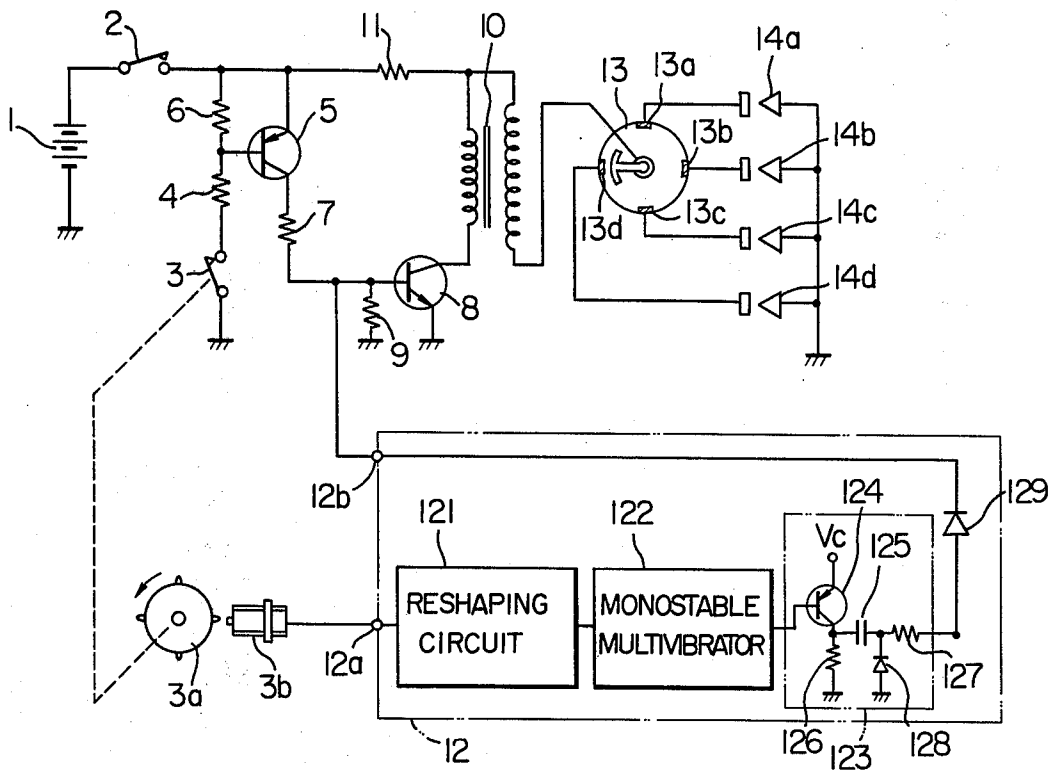 2
11
10
14a
13
13a
6
5
1
13b
14b
4
7
13d
13c
14c
3
8
14d
9
12b
129
121
122
124
Vc
125
RESHAPING
CIRCUIT
MONOSTABLE
MULTIVIBRATOR
3a
3b
12a
127
12
126
123
128